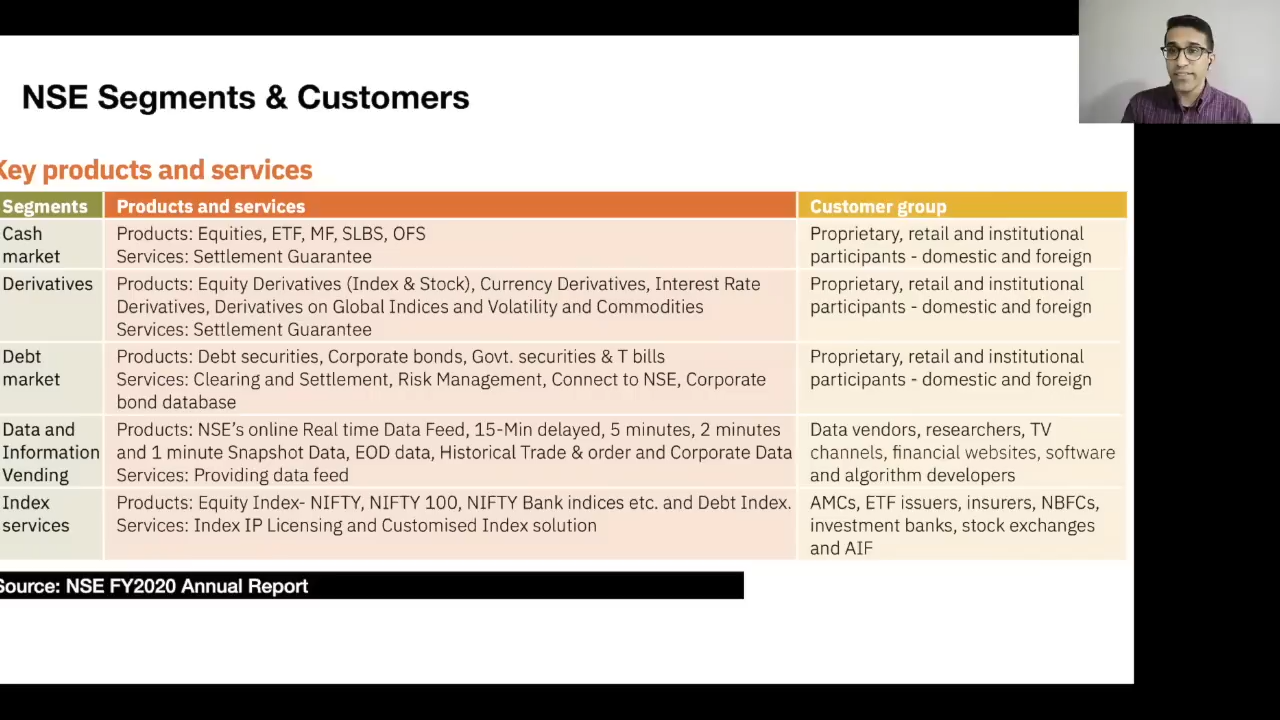 NSE Segments & Customers
Key products and services
Segments Products and services Customer group
Cash Products: Equities, ETF, MF, SLBS, OFS Proprietary, retail and institutional
market Services: Settlement Guarantee participants - domestic and foreign
Derivatives Products: Equity Derivatives (Index & Stock), Currency Derivatives, Interest Rate Proprietary, retail and institutional
Derivatives, Derivatives on Global Indices and Volatility and Commodities participants - domestic and foreign
Services: Settlement Guarantee
Debt Products: Debt securities, Corporate bonds, Govt. securities & T bills Proprietary, retail and institutional
market Services: Clearing and Settlement, Risk Management, Connect to NSE, Corporate participants - domestic and foreign
bond database
Data and Products: NSE's online Real time Data Feed, 15-Min delayed, 5 minutes, 2 minutes Data vendors, researchers, TV
Information and 1 minute Snapshot Data, EOD data, Historical Trade & order and Corporate Data channels, financial websites, software
Vending Services: Providing data feed and algorithm developers
Index Products: Equity Index- NIFTY, NIFTY 100, NIFTY Bank indices etc. and Debt Index. AMCs, ETF issuers, insurers, NBFCs,
services Services: Index IP Licensing and Customised Index solution investment banks, stock exchanges
and AIF
Source: NSE FY2020 Annual Report